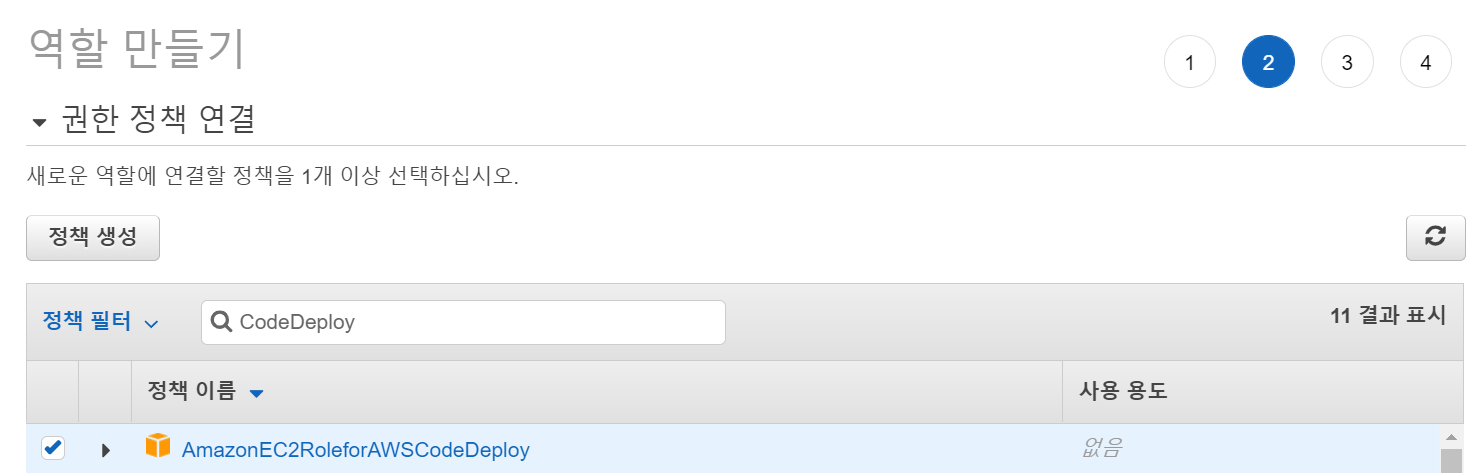 역할 만들기
1 2 3 4
권한 정책 연결
새로운 역할에 연결할 정책을 1개 이상 선택하십시오.
정책 생성
정책 필터 CodeDeploy 11 결과 표시
정책 이름 사용 용도
AmazonEC2RoleforAWSCodeDeploy 없음